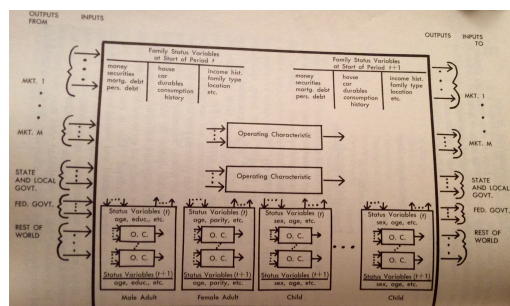 OUTPUTS FROM
INPUTS
OUTPUTS
INPUTS TO
Family Status Variables
at Start of Period t
money
securities
mortg. debt
pers. debt
house
car
durables
consumption
history
income hist.
family type
location
etc.
Family Status Variables
at Start of Period t+1
money
securities
mortg. debt
pers. debt
house
car
durables
consumption
history
income hist.
family type
location
etc.
MKT. 1
MKT. 1
MKT. M
MKT. M
Operating Characteristic
Operating Characteristic
STATE
AND LOCAL
GOVT.
STATE
AND LOCAL
GOVT.
FED. GOVT.
FED. GOVT.
REST OF
WORLD
REST OF
WORLD
Status Variables (t)
age, educ., etc.
O. C.
O. C.
Status Variables (t+1)
age, educ., etc.
Male Adult
Status Variables (t)
age, parity, etc.
O. C.
O. C.
Status Variables (t+1)
age, parity, etc.
Female Adult
Status Variables (t)
sex, age, etc.
O. C.
O. C.
Status Variables (t+1)
sex, age, etc.
Child
Status Variables (t)
sex, age, etc.
O. C.
O. C.
Status Variables (t+1)
sex, age, etc.
Child